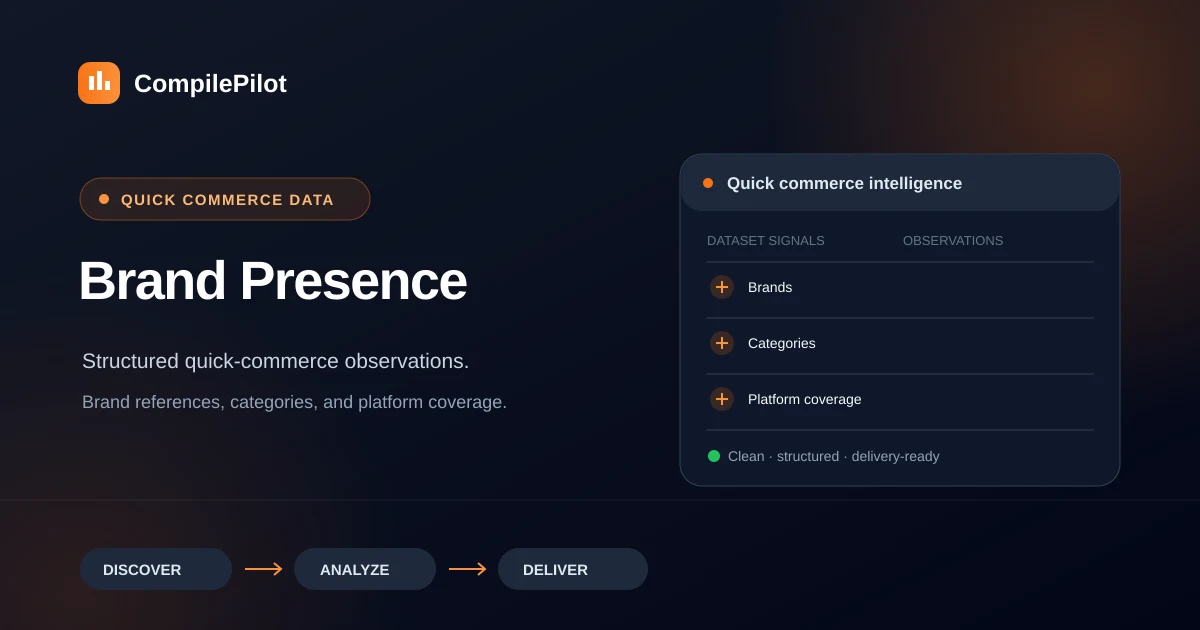 CompilePilot
QUICK COMMERCE DATA
Brand Presence
Structured quick-commerce observations.
Brand references, categories, and platform coverage.
Quick commerce intelligence
DATASET SIGNALS OBSERVATIONS
Brands
Categories
Platform coverage
Clean · structured · delivery-ready
DISCOVER ANALYZE DELIVER